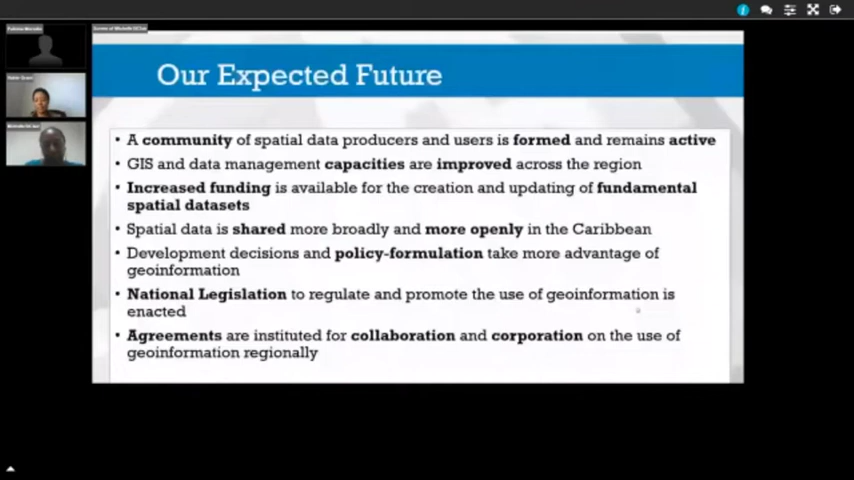 Our Expected Future
• A community of spatial data producers and users is formed and remains active
• GIS and data management capacities are improved across the region
• Increased funding is available for the creation and updating of fundamental
spatial datasets
• Spatial data is shared more broadly and more openly in the Caribbean
• Development decisions and policy-formulation take more advantage of
geoinformation
• National Legislation to regulate and promote the use of geoinformation is
enacted
• Agreements are instituted for collaboration and corporation on the use of
geoinformation regionally